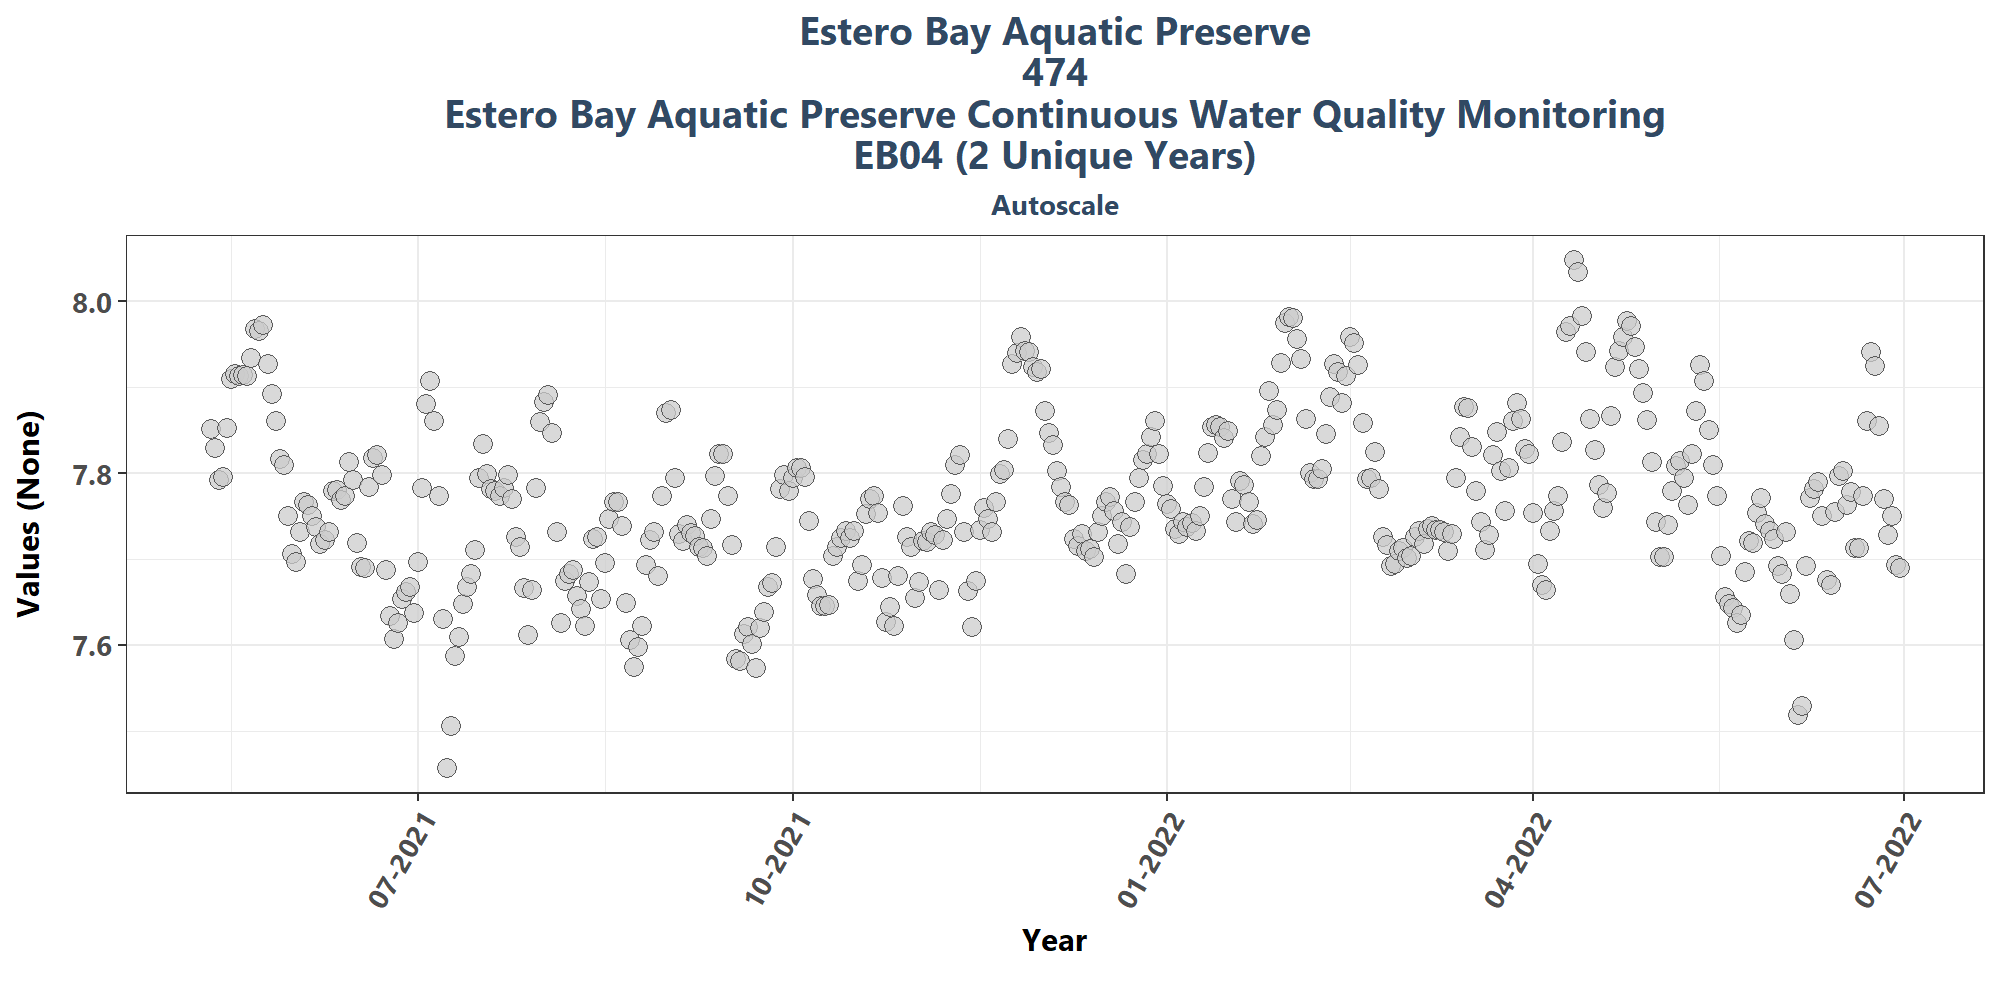 Estero Bay Aquatic Preserve
474
Estero Bay Aquatic Preserve Continuous Water Quality Monitoring
EB04 (2 Unique Years)
Autoscale
Values (None)
8.0
7.8
7.6
07-2021
10-2021
01-2022
04-2022
07-2022
Year